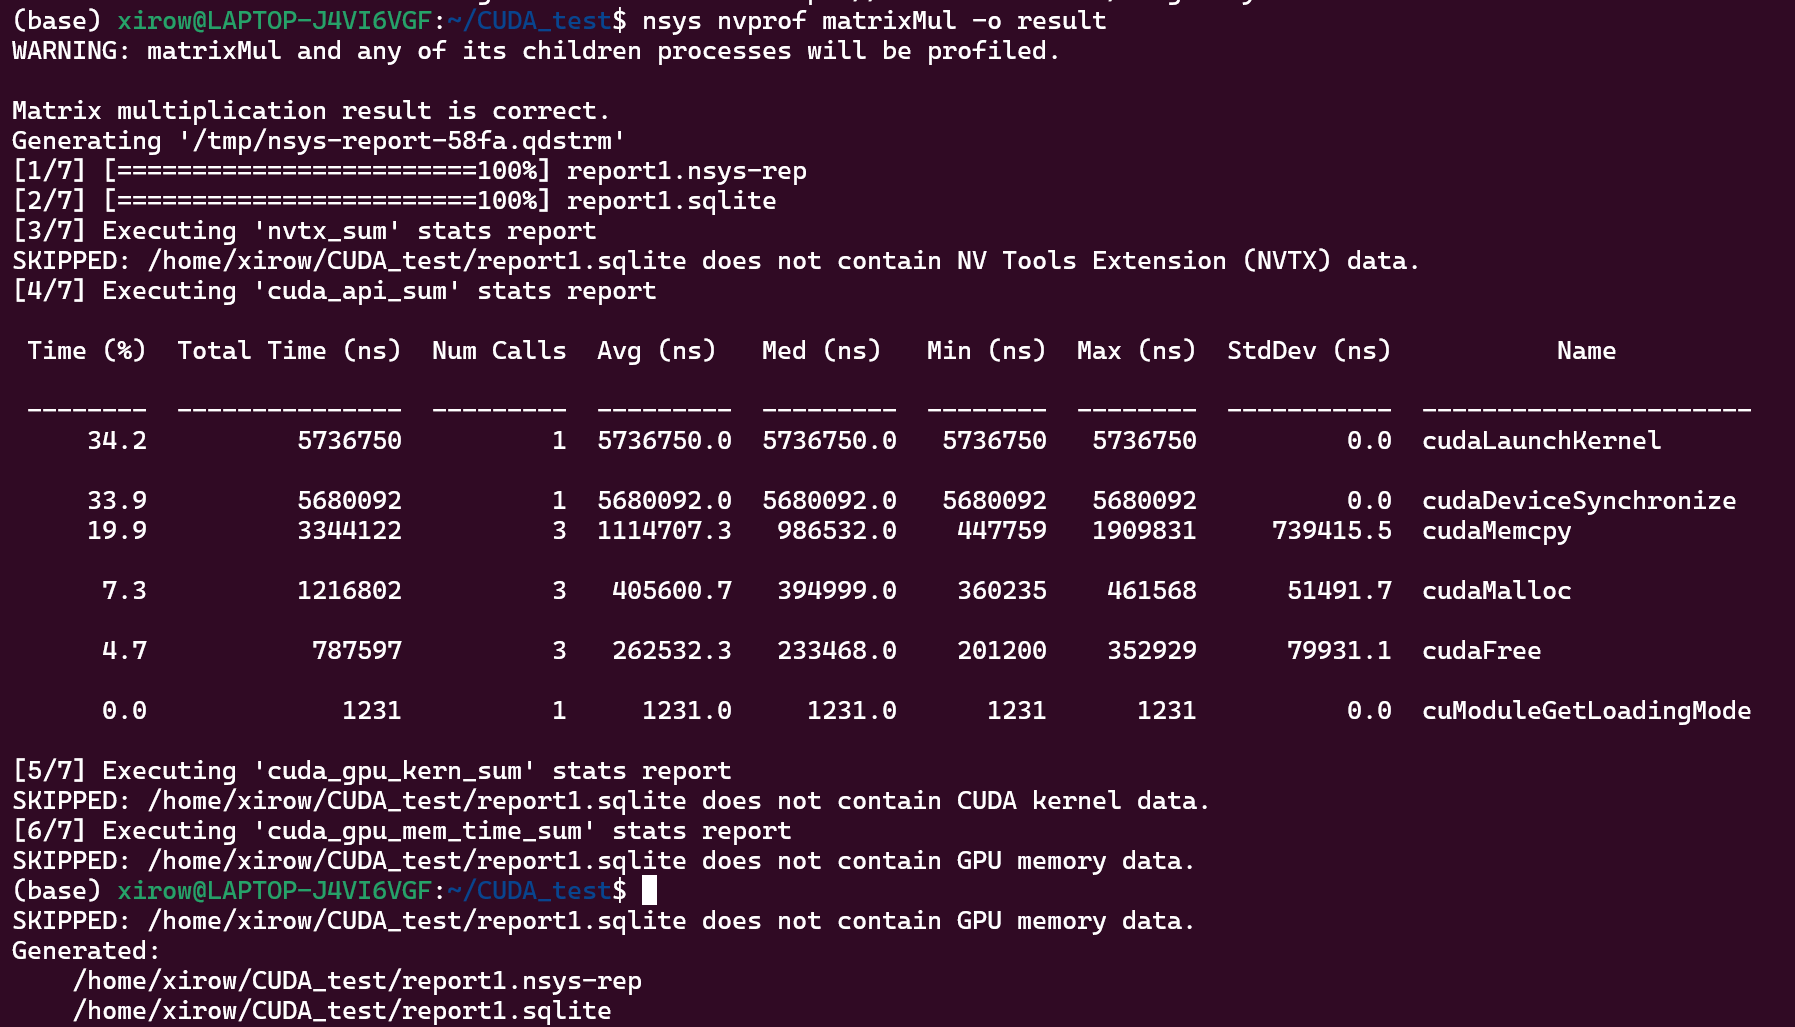 (base) xirow@LAPTOP-J4VI6VGF:~/CUDA_test$ nsys nvprof matrixMul -o result
WARNING: matrixMul and any of its children processes will be profiled.
Matrix multiplication result is correct.
Generating '/tmp/nsys-report-58fa.qdstrm'
[1/7] [========================100%] report1.nsys-rep
[2/7] [========================100%] report1.sqlite
[3/7] Executing 'nvtx_sum' stats report
SKIPPED: /home/xirow/CUDA_test/report1.sqlite does not contain NV Tools Extension (NVTX) data.
[4/7] Executing 'cuda_api_sum' stats report
Time (%)  Total Time (ns)  Num Calls  Avg (ns)   Med (ns)   Min (ns)  Max (ns)  StdDev (ns)           Name
--------  ---------------  ---------  ---------  ---------  --------  --------  -----------  ----------------------
34.2          5736750          1  5736750.0  5736750.0   5736750   5736750          0.0  cudaLaunchKernel
33.9          5680092          1  5680092.0  5680092.0   5680092   5680092          0.0  cudaDeviceSynchronize
19.9          3344122          3  1114707.3   986532.0    447759   1909831     739415.5  cudaMemcpy
7.3          1216802          3   405600.7   394999.0    360235    461568      51491.7  cudaMalloc
4.7           787597          3   262532.3   233468.0    201200    352929      79931.1  cudaFree
0.0             1231          1     1231.0     1231.0      1231      1231          0.0  cuModuleGetLoadingMode
[5/7] Executing 'cuda_gpu_kern_sum' stats report
SKIPPED: /home/xirow/CUDA_test/report1.sqlite does not contain CUDA kernel data.
[6/7] Executing 'cuda_gpu_mem_time_sum' stats report
SKIPPED: /home/xirow/CUDA_test/report1.sqlite does not contain GPU memory data.
(base) xirow@LAPTOP-J4VI6VGF:~/CUDA_test$
SKIPPED: /home/xirow/CUDA_test/report1.sqlite does not contain GPU memory data.
Generated:
/home/xirow/CUDA_test/report1.nsys-rep
/home/xirow/CUDA_test/report1.sqlite